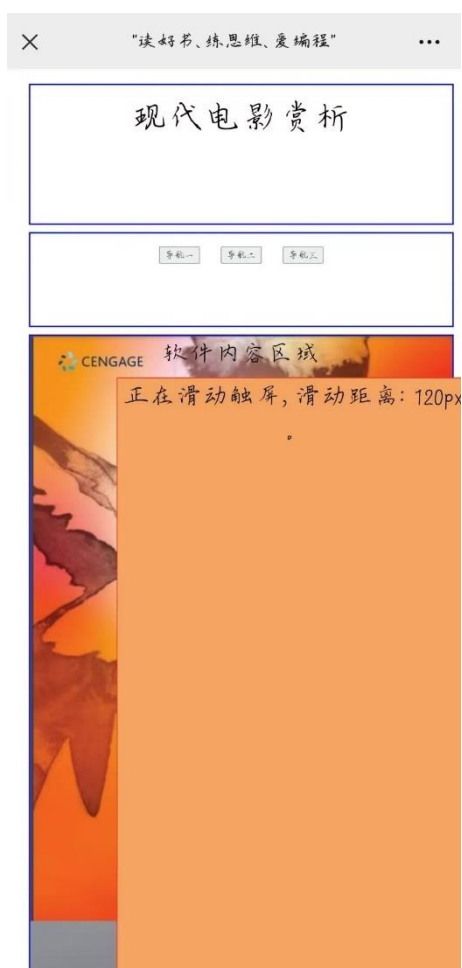 "读好书、练思维、爱编程"
现代电影赏析
导航一 导航二 导航三
CENGAGE 软件内容区域
正在滑动触屏, 滑动距离: 120px
。